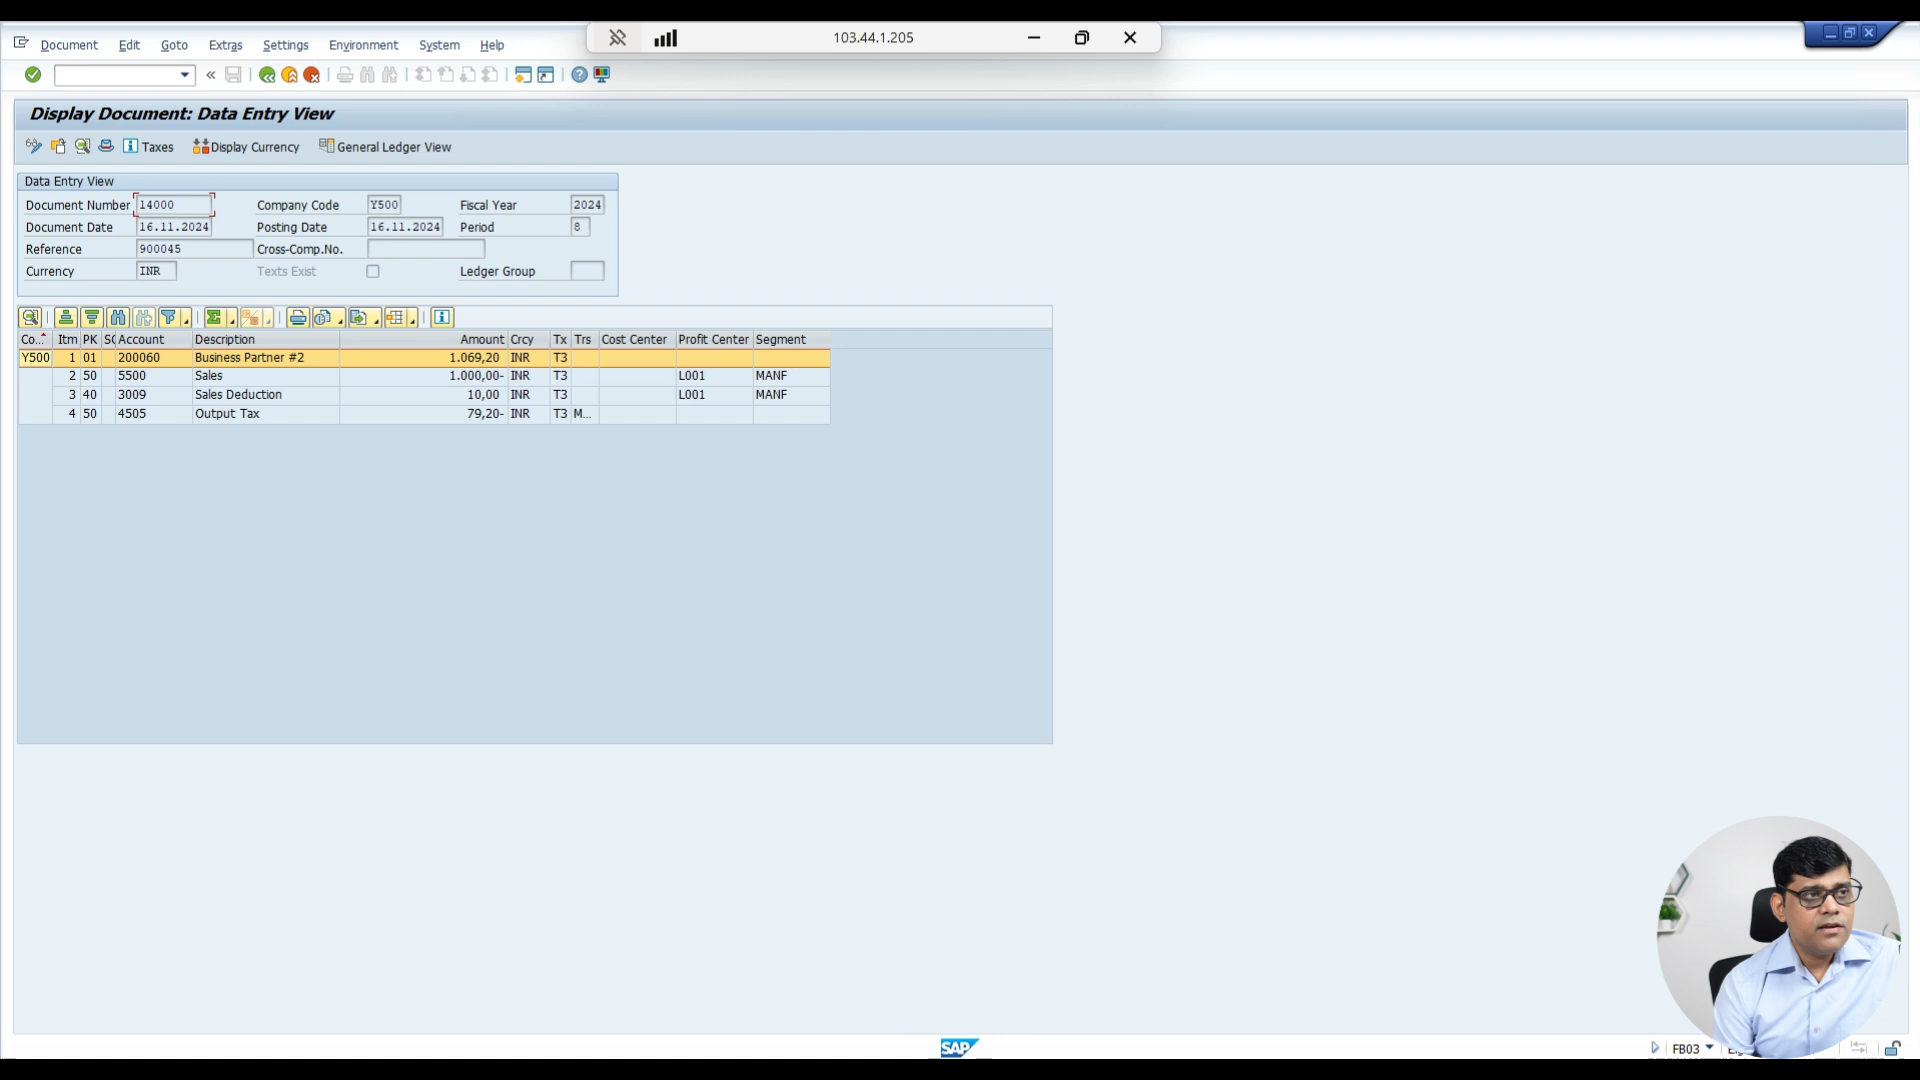 Document Edit Goto Extras Settings Environment System Help
103.44.1.205
Display Document: Data Entry View
Taxes Display Currency General Ledger View
Data Entry View
Document Number 14000 Company Code Y500 Fiscal Year 2024
Document Date 16.11.2024 Posting Date 16.11.2024 Period 8
Reference 900045 Cross-Comp.No.
Currency INR Texts Exist Ledger Group
Co... Itm PK Account Description Amount Crcy Tx Trs Cost Center Profit Center Segment
Y500 1 01 200060 Business Partner #2 1.069,20 INR T3
2 50 5500 Sales 1.000,00- INR T3 L001 MANF
3 40 3009 Sales Deduction 10,00 INR T3 L001 MANF
4 50 4505 Output Tax 79,20- INR T3 M...
SAP
FB03